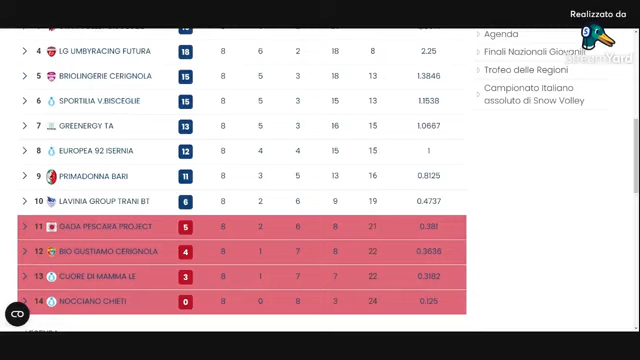 Realizzato da
StreamYard
Agenda
Finali Nazionali Giovanili
Trofeo delle Regioni
Campionato Italiano
assoluto di Snow Volley
4 LG UMBYRACING FUTURA 18 8 6 2 18 8 2.25
5 BRIOLINGERIE CERIGNOLA 15 8 5 3 18 13 1.3846
6 SPORTILIA V.BISCEGLIE 15 8 5 3 15 13 1.1538
7 GREENERGY TA 13 8 5 3 16 15 1.0667
8 EUROPEA 92 ISERNIA 12 8 4 4 15 15 1
9 PRIMADONNA BARI 11 8 3 5 13 16 0.8125
10 LAVINIA GROUP TRANI BT 6 8 2 6 9 19 0.4737
11 GADA PESCARA PROJECT 5 8 2 6 8 21 0.381
12 BIO GUSTIAMO CERIGNOLA 4 8 1 7 8 22 0.3636
13 CUORE DI MAMMA LE 3 8 1 7 7 22 0.3182
14 NOCCIANO CHIETI 0 8 0 8 3 24 0.125